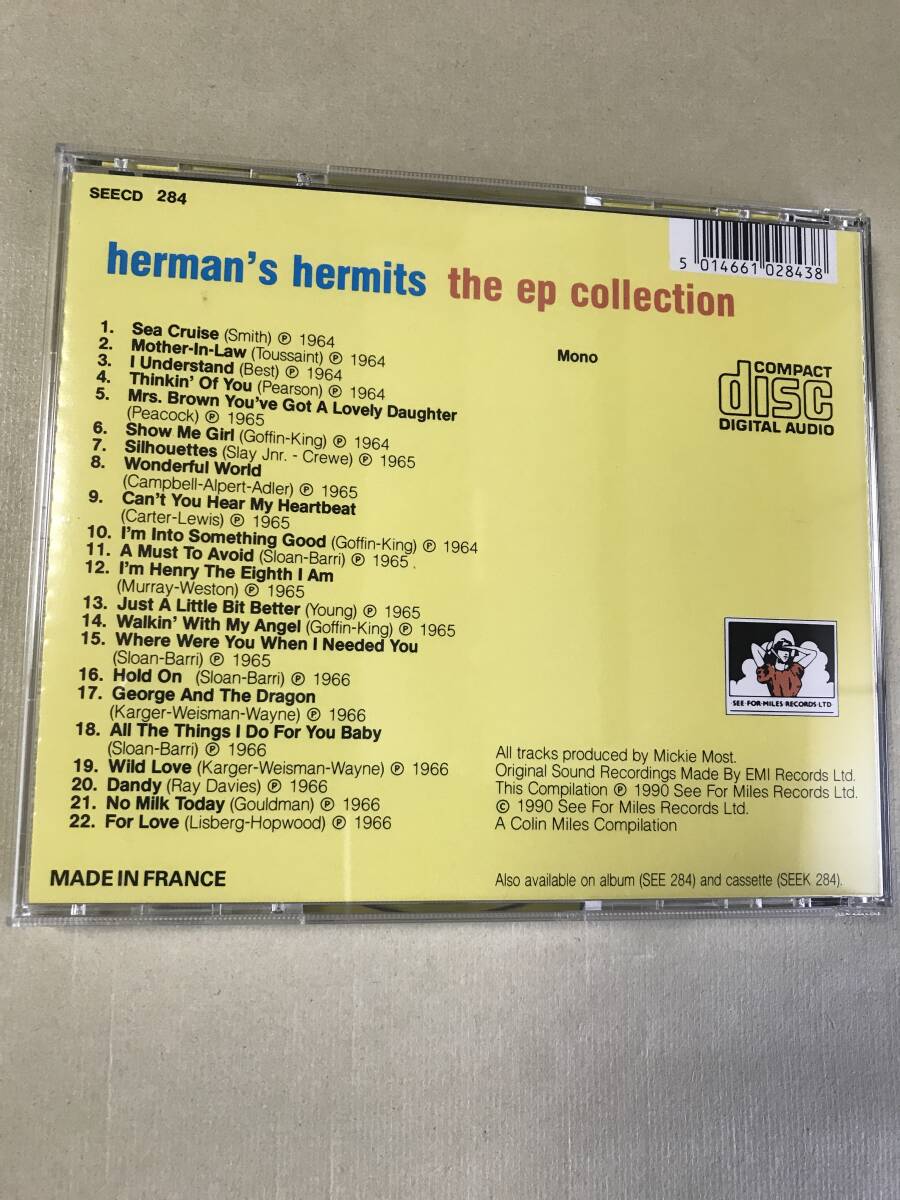 SEECD 284
5 014661 028438
herman's hermits the ep collection
1. Sea Cruise (Smith) ℗ 1964
2. Mother-In-Law (Toussaint) ℗ 1964
3. I Understand (Best) ℗ 1964
4. Thinkin' Of You (Pearson) ℗ 1964
5. Mrs. Brown You've Got A Lovely Daughter
(Peacock) ℗ 1965
6. Show Me Girl (Goffin-King) ℗ 1964
7. Silhouettes (Slay Jnr. - Crewe) ℗ 1965
8. Wonderful World
(Campbell-Alpert-Adler) ℗ 1965
9. Can't You Hear My Heartbeat
(Carter-Lewis) ℗ 1965
10. I'm Into Something Good (Goffin-King) ℗ 1964
11. A Must To Avoid (Sloan-Barri) ℗ 1965
12. I'm Henry The Eighth I Am
(Murray-Weston) ℗ 1965
13. Just A Little Bit Better (Young) ℗ 1965
14. Walkin' With My Angel (Goffin-King) ℗ 1965
15. Where Were You When I Needed You
(Sloan-Barri) ℗ 1965
16. Hold On (Sloan-Barri) ℗ 1966
17. George And The Dragon
(Karger-Weisman-Wayne) ℗ 1966
18. All The Things I Do For You Baby
(Sloan-Barri) ℗ 1966
19. Wild Love (Karger-Weisman-Wayne) ℗ 1966
20. Dandy (Ray Davies) ℗ 1966
21. No Milk Today (Gouldman) ℗ 1966
22. For Love (Lisberg-Hopwood) ℗ 1966
Mono
COMPACT
disc
DIGITAL AUDIO
SEE·FOR·MILES RECORDS LTD
All tracks produced by Mickie Most.
Original Sound Recordings Made By EMI Records Ltd.
This Compilation ℗ 1990 See For Miles Records Ltd.
© 1990 See For Miles Records Ltd.
A Colin Miles Compilation
MADE IN FRANCE
Also available on album (SEE 284) and cassette (SEEK 284).